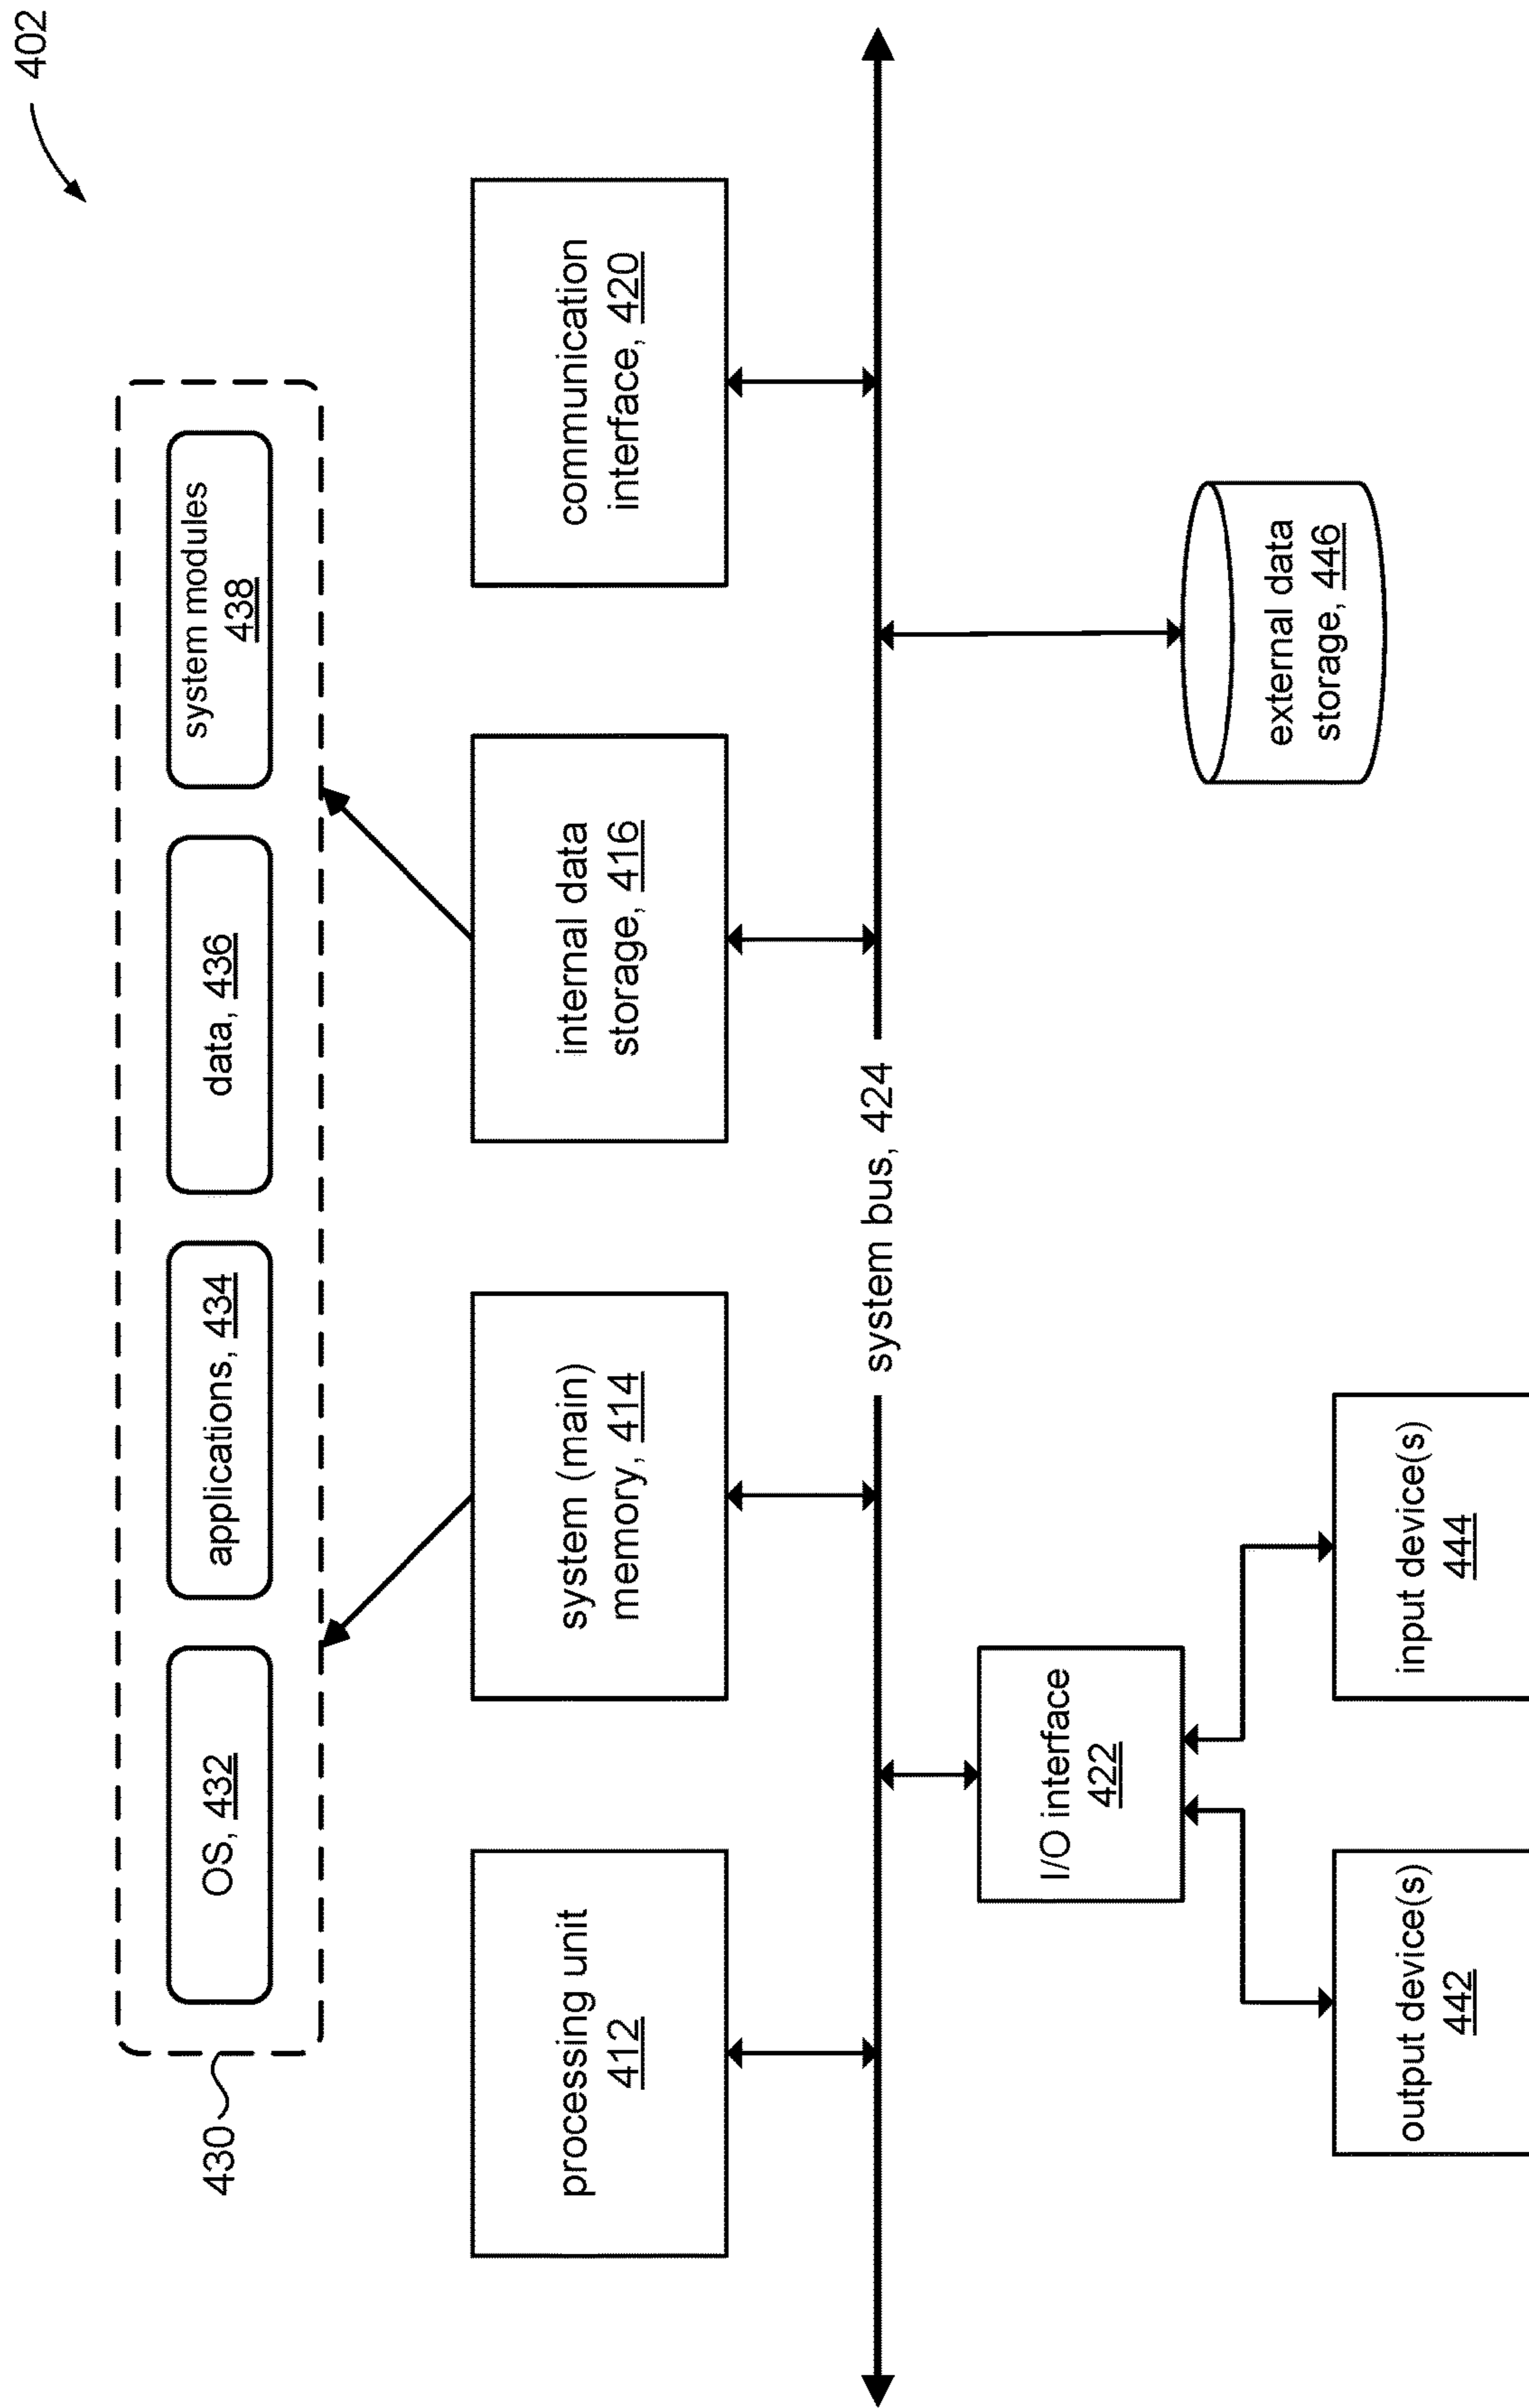 402
430
OS, 432
applications, 434
data, 436
system modules
438
processing unit
412
system (main)
memory, 414
internal data
storage, 416
communication
interface, 420
system bus, 424
I/O interface
422
external data
storage, 446
output device(s)
442
input device(s)
444